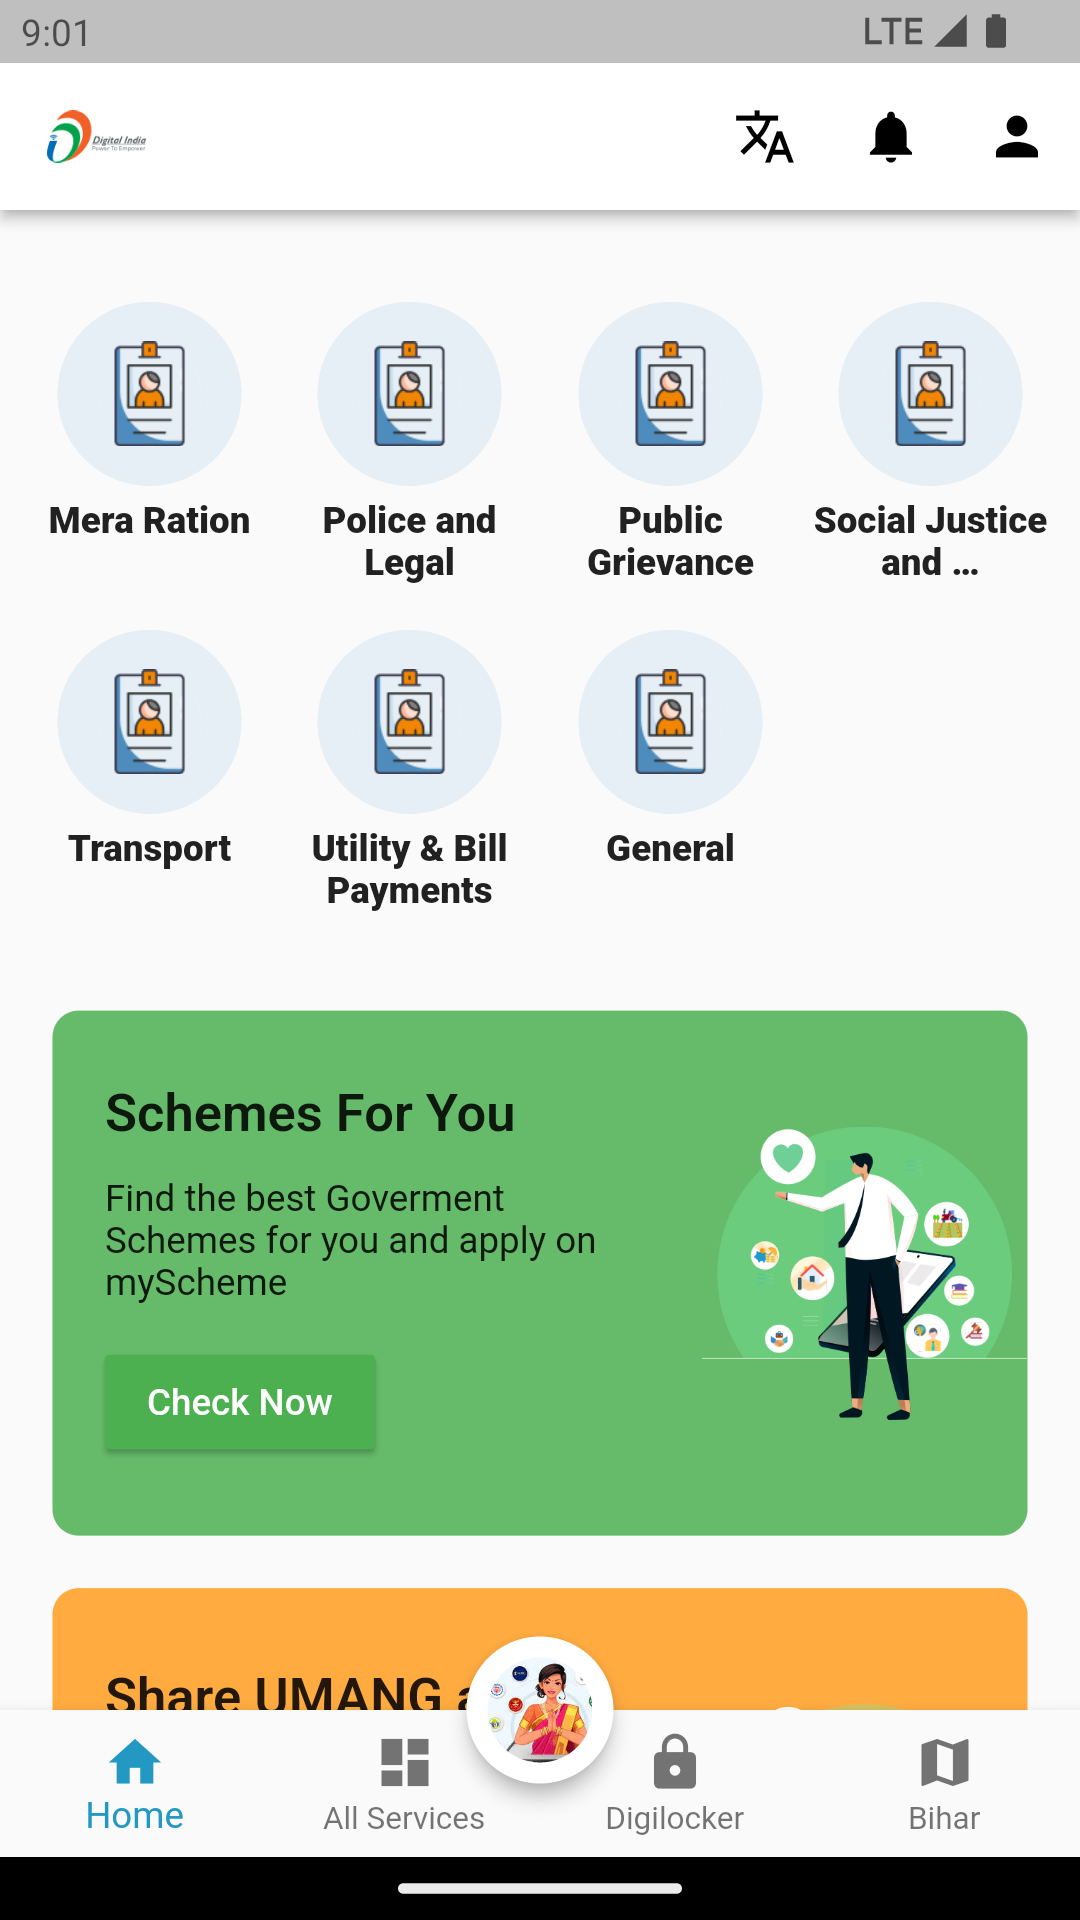 9:01
LTE
Digital India
Power To Empower
Mera Ration
Police and
Legal
Public
Grievance
Social Justice
and ...
Transport
Utility & Bill
Payments
General
Schemes For You
Find the best Goverment
Schemes for you and apply on
myScheme
Check Now
Share UMANG
Home
All Services
Digilocker
Bihar